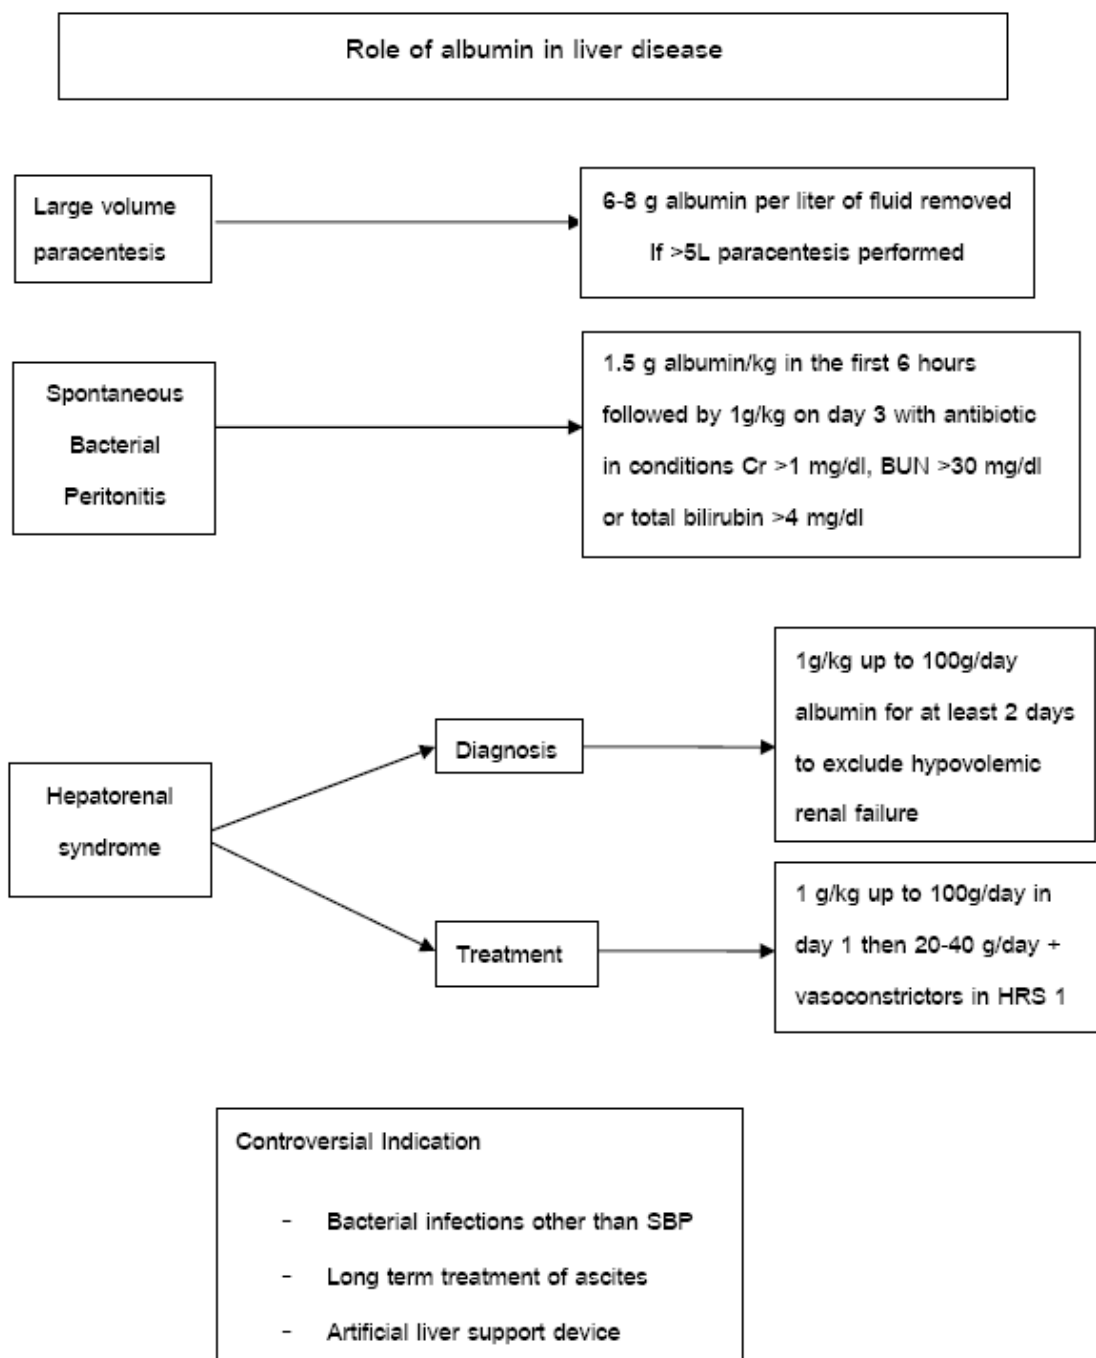 Role of albumin in liver disease
Large volume
paracentesis
6-8 g albumin per liter of fluid removed
If >5L paracentesis performed
Spontaneous
Bacterial
Peritonitis
1.5 g albumin/kg in the first 6 hours
followed by 1g/kg on day 3 with antibiotic
in conditions Cr >1 mg/dl, BUN >30 mg/dl
or total bilirubin >4 mg/dl
Hepatorenal
syndrome
Diagnosis
1g/kg up to 100g/day
albumin for at least 2 days
to exclude hypovolemic
renal failure
Treatment
1 g/kg up to 100g/day in
day 1 then 20-40 g/day +
vasoconstrictors in HRS 1
Controversial Indication
- Bacterial infections other than SBP
- Long term treatment of ascites
- Artificial liver support device